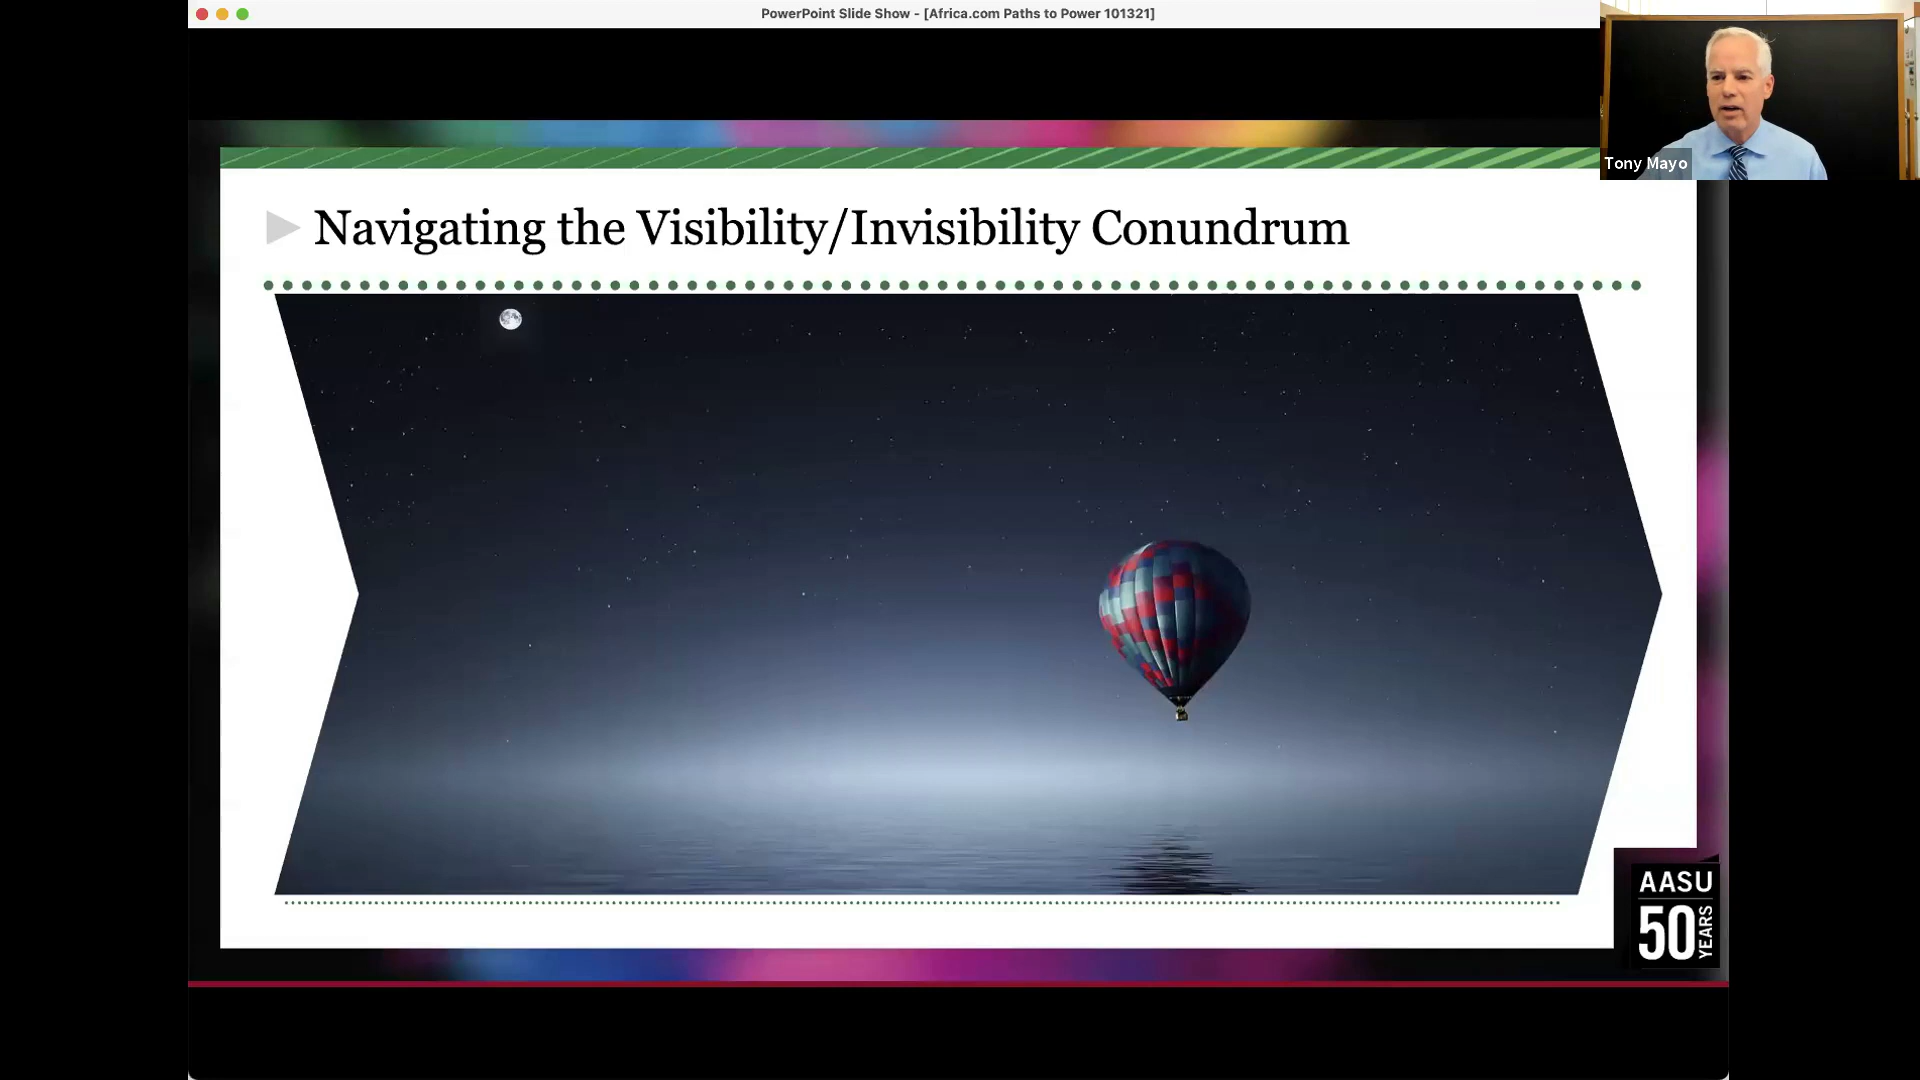 PowerPoint Slide Show - [Africa.com Paths to Power 101321]
Tony Mayo
Navigating the Visibility/Invisibility Conundrum
AASU
50
YEARS